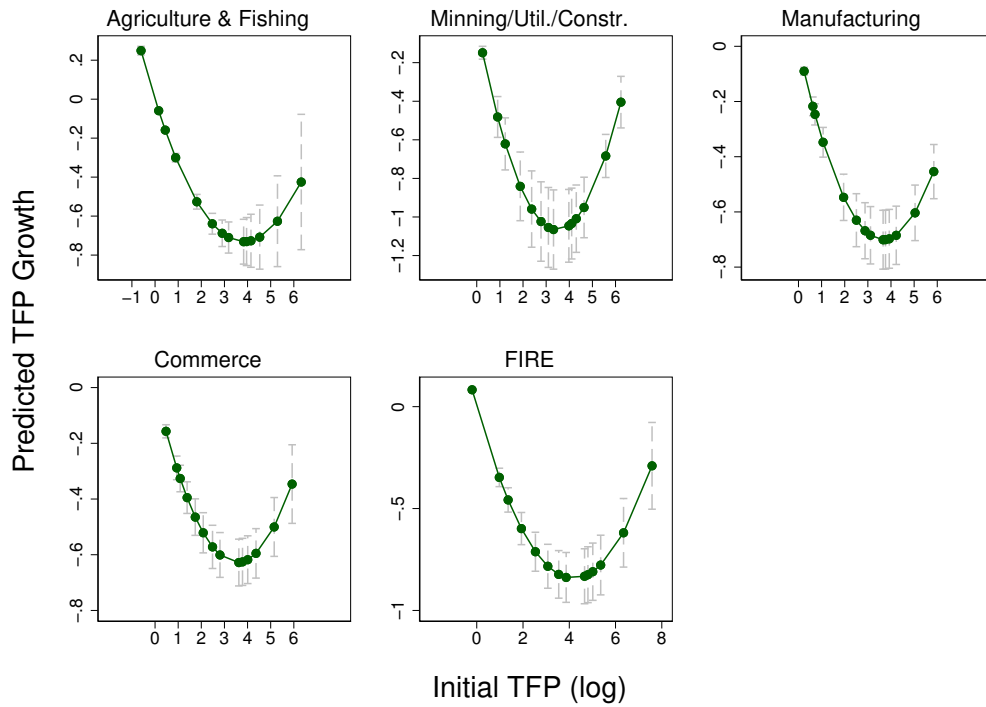 Agriculture & Fishing
Minning/Util./Constr.
Manufacturing
.2
0
-.2
-.4
-.6
-.8
-1 0 1 2 3 4 5 6
-.2
-.4
-.6
-.8
-1
-1.2
0 1 2 3 4 5 6
0
-.2
-.4
-.6
-.8
0 1 2 3 4 5 6
Predicted TFP Growth
Commerce
FIRE
0
-.2
-.4
-.6
-.8
0 1 2 3 4 5 6
0
-.5
-1
0 2 4 6 8
Initial TFP (log)